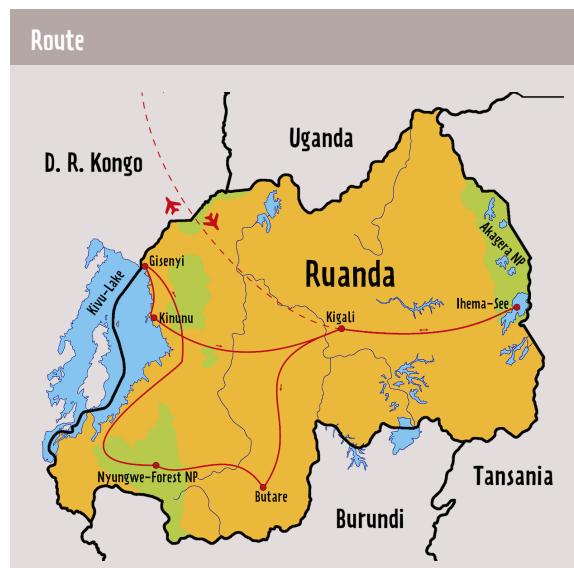 Route
Uganda
D. R. Kongo
Akagera NP
Gisenyi
Ruanda
Kivu-Lake
Ihema-See
Kinunu
Kigali
Nyungwe-Forest NP
Tansania
Butare
Burundi